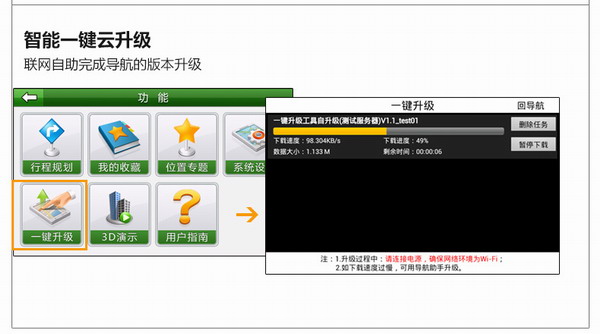 智能一键云升级
联网自助完成导航的版本升级
功 能
行程规划 我的收藏 位置专题 系统设
一键升级 3D演示 用户指南
一键升级 回导航
一键升级工具自升级(测试服务器)V1.1_test01
删除任务
下载速度：98.304KB/s 下载进度：49%
暂停下载
数据大小：1.133 M 剩余时间：00:00:06
注：1.升级过程中：请连接电源，确保网络环境为Wi-Fi；
2.如下载速度过慢，可用导航助手升级。